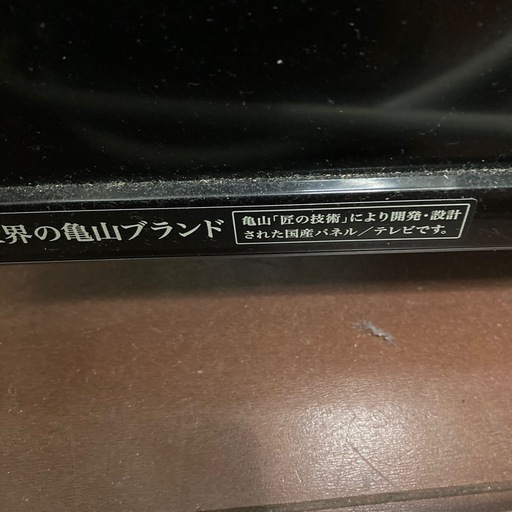 界の亀山ブランド
亀山「匠の技術」により開発・設計
された国産パネル／テレビです。